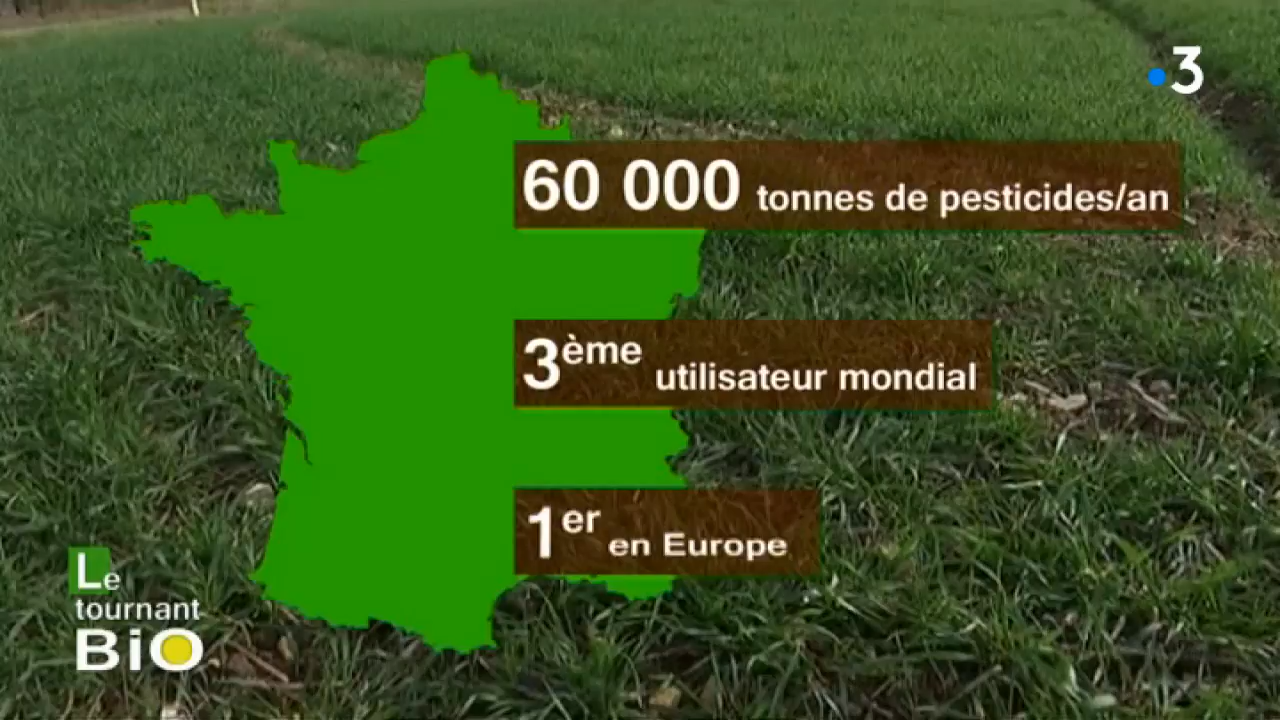 3
60 000 tonnes de pesticides/an
3ème utilisateur mondial
1er en Europe
Le
tournant
BiO